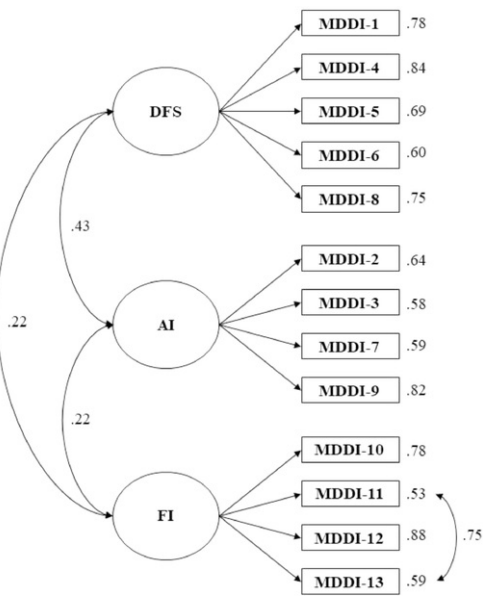 MDDI-1 .78
MDDI-4 .84
DFS MDDI-5 .69
MDDI-6 .60
MDDI-8 .75
.43
MDDI-2 .64
MDDI-3 .58
.22 AI
MDDI-7 .59
MDDI-9 .82
.22
MDDI-10 .78
MDDI-11 .53
FI MDDI-12 .88 .75
MDDI-13 .59